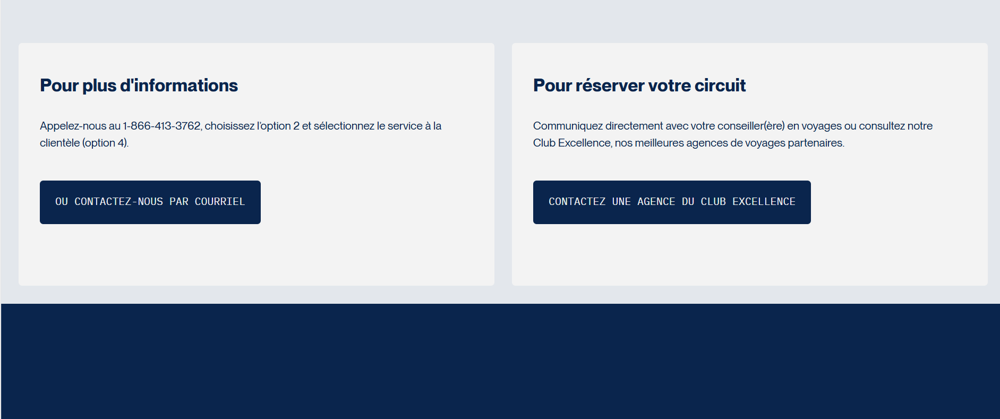 Pour plus d'informations
Appelez-nous au 1-866-413-3762, choisissez l’option 2 et sélectionnez le service à la
clientèle (option 4).
OU CONTACTEZ-NOUS PAR COURRIEL
Pour réserver votre circuit
Communiquez directement avec votre conseiller(ère) en voyages ou consultez notre
Club Excellence, nos meilleures agences de voyages partenaires.
CONTACTEZ UNE AGENCE DU CLUB EXCELLENCE